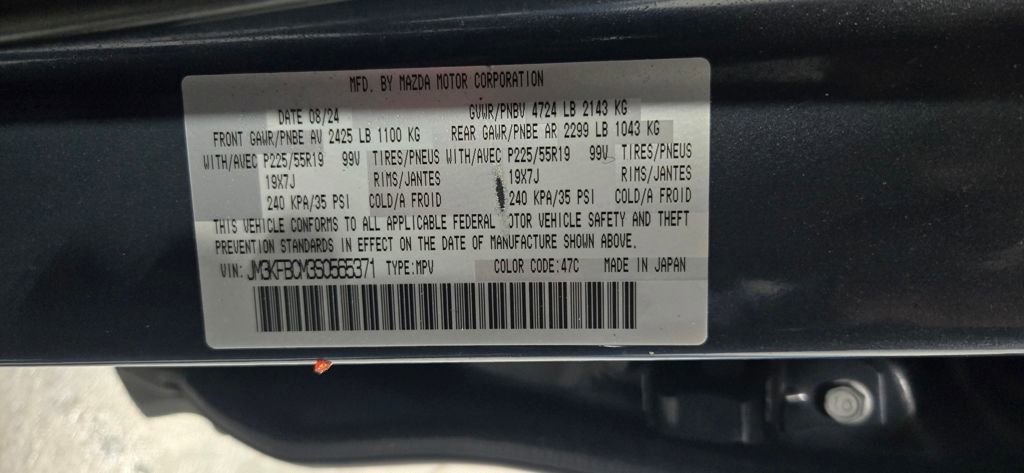 MFD. BY MAZDA MOTOR CORPORATION
DATE 08/24 GVWR/PNBV 4724 LB 2143 KG
FRONT GAWR/PNBE AV 2425 LB 1100 KG REAR GAWR/PNBE AR 2299 LB 1043 KG
WITH/AVEC P225/55R19 99V TIRES/PNEUS WITH/AVEC P225/55R19 99V TIRES/PNEUS
19X7J RIMS/JANTES 19X7J RIMS/JANTES
240 KPA/35 PSI COLD/A FROID 240 KPA/35 PSI COLD/A FROID
THIS VEHICLE CONFORMS TO ALL APPLICABLE FEDERAL OTOR VEHICLE SAFETY AND THEFT
PREVENTION STANDARDS IN EFFECT ON THE DATE OF MANUFACTURE SHOWN ABOVE.
VIN: JM3KFBCM3S0565371 TYPE:MPV COLOR CODE:47C MADE IN JAPAN